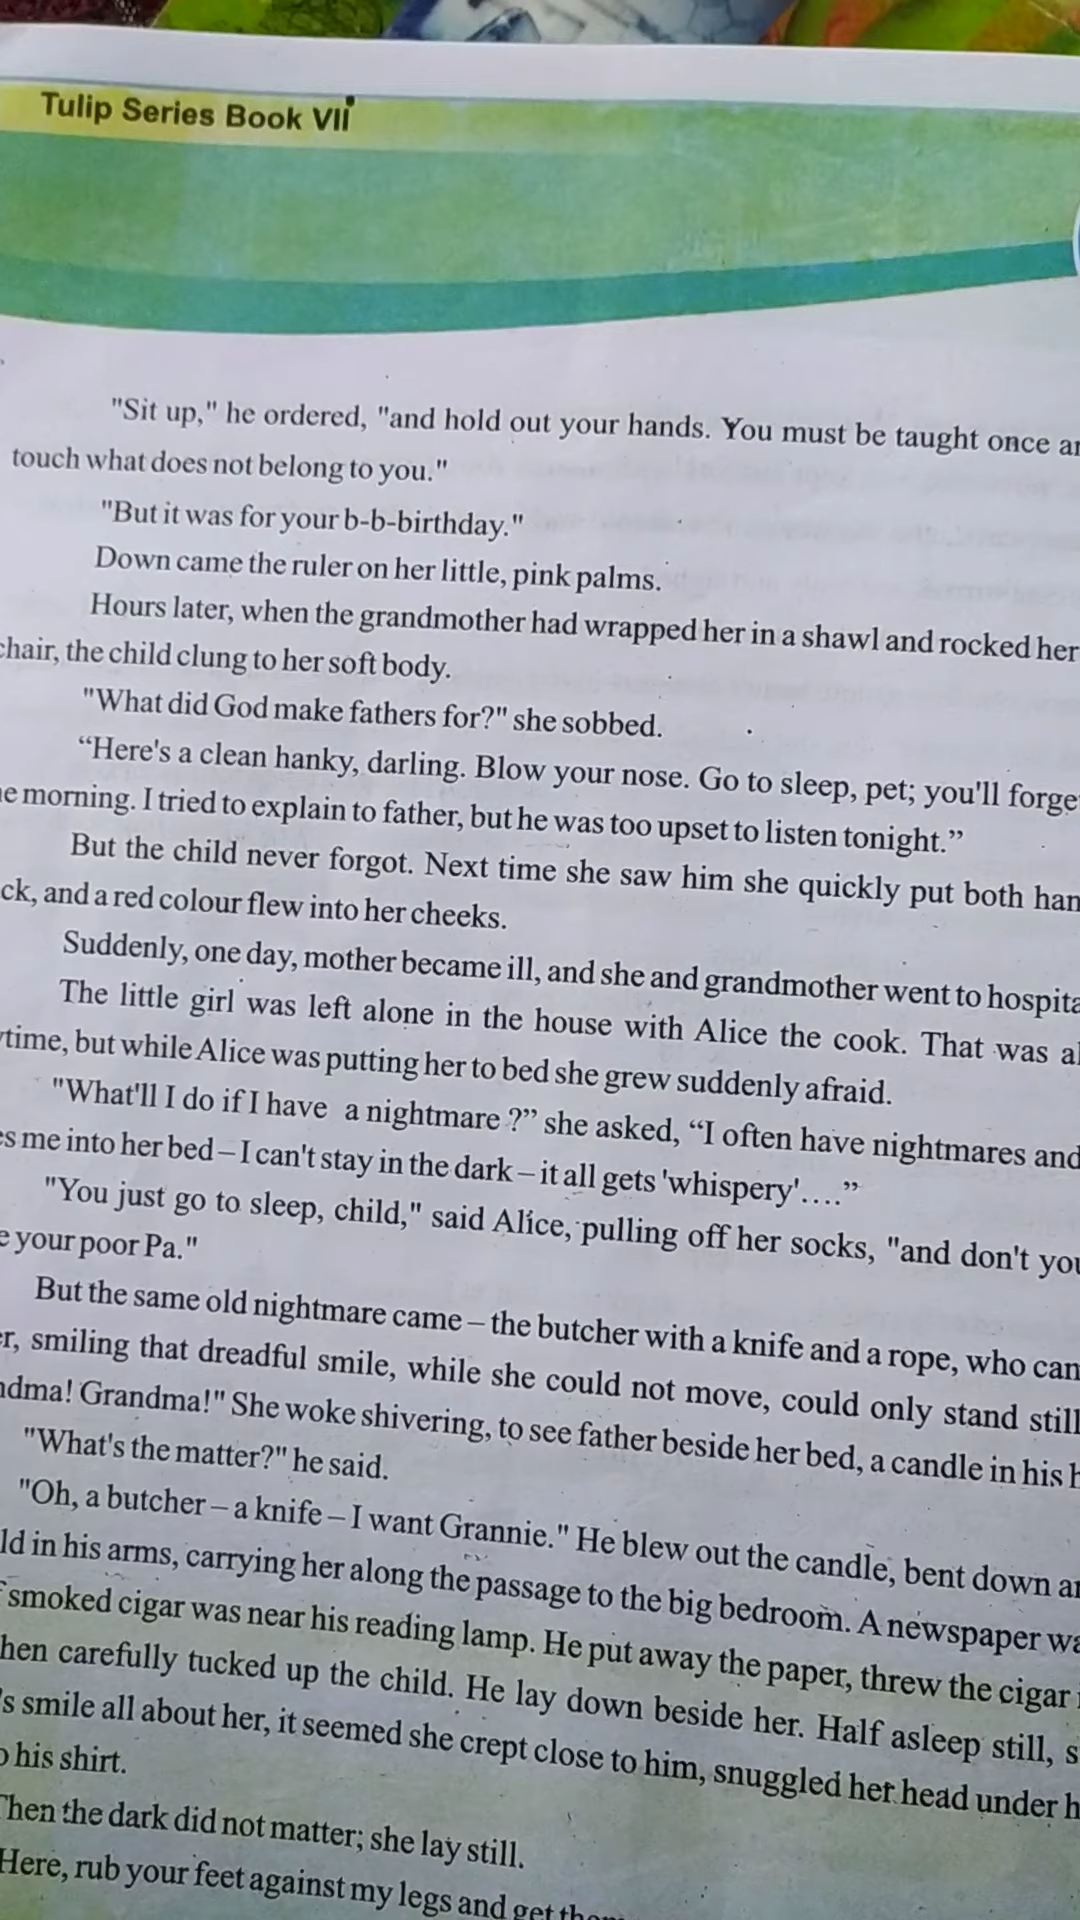 Tulip Series Book VII
"Sit up," he ordered, "and hold out your hands. You must be taught once
touch what does not belong to you."
"But it was for your b-b-birthday."
Down came the ruler on her little, pink palms.
Hours later, when the grandmother had wrapped her in a shawl and rocked her
chair, the child clung to her soft body.
"What did God make fathers for?" she sobbed.
“Here's a clean hanky, darling. Blow your nose. Go to sleep, pet; you'll
morning. I tried to explain to father, but he was too upset to listen tonight.”
But the child never forgot. Next time she saw him she quickly put both
and a red colour flew into her cheeks.
Suddenly, one day, mother became ill, and she and grandmother went to
The little girl was left alone in the house with Alice the cook. That was
but while Alice was putting her to bed she grew suddenly afraid.
"What'll I do if I have a nightmare ?” she asked, “I often have nightmares and
me into her bed – I can't stay in the dark – it all gets 'whispery'....”
"You just go to sleep, child," said Alice, pulling off her socks, "and don't
your poor Pa."
But the same old nightmare came – the butcher with a knife and a rope, who
smiling that dreadful smile, while she could not move, could only stand still
Grandma!" She woke shivering, to see father beside her bed, a candle in his
"What's the matter?" he said.
"Oh, a butcher – a knife – I want Grannie." He blew out the candle, bent down
in his arms, carrying her along the passage to the big bedroom. A newspaper
smoked cigar was near his reading lamp. He put away the paper, threw the cigar
carefully tucked up the child. He lay down beside her. Half asleep still,
smile all about her, it seemed she crept close to him, snuggled her head under
his shirt.
Then the dark did not matter; she lay still.
Here, rub your feet against my legs and get